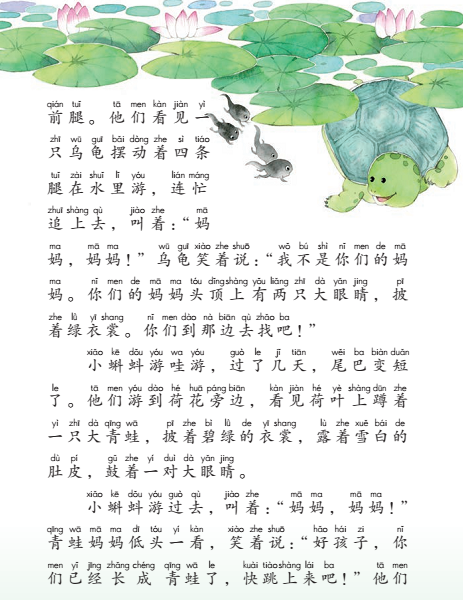 qián tuǐ tā men kàn jiàn yì
前腿。他们看见一
zhī wū guī bǎi dòng zhe sì tiáo
只乌龟摆动着四条
tuǐ zài shuǐ lǐ yóu lián máng
腿在水里游，连忙
zhuī shàng qù jiào zhe mā
追上去，叫着：“妈
ma mā ma wū guī xiào zhe shuō wǒ bú shì nǐ men de mā
妈，妈妈！”乌龟笑着说：“我不是你们的妈
ma nǐ men de mā ma tóu dǐng shàng yǒu liǎng zhī dà yǎn jing pī
妈。你们的妈妈头顶上有两只大眼睛，披
zhe lǜ yī shang nǐ men dào nà biān qù zhǎo ba
着绿衣裳。你们到那边去找吧！”
xiǎo kē dǒu yóu wa yóu guò le jǐ tiān wěi ba biàn duǎn
小蝌蚪游哇游，过了几天，尾巴变短
le tā men yóu dào hé huā páng biān kàn jiàn hé yè shàng dūn zhe
了。他们游到荷花旁边，看见荷叶上蹲着
yì zhī dà qīng wā pī zhe bì lǜ de yī shang lù zhe xuě bái de
一只大青蛙，披着碧绿的衣裳，露着雪白的
dù pí gǔ zhe yí duì dà yǎn jing
肚皮，鼓着一对大眼睛。
xiǎo kē dǒu yóu guò qù jiào zhe mā ma mā ma
小蝌蚪游过去，叫着：“妈妈，妈妈！”
qīng wā mā ma dī tóu yí kàn xiào zhe shuō hǎo hái zi nǐ
青蛙妈妈低头一看，笑着说：“好孩子，你
men yǐ jīng zhǎng chéng qīng wā le kuài tiào shàng lái ba tā men
们已经长成青蛙了，快跳上来吧！”他们